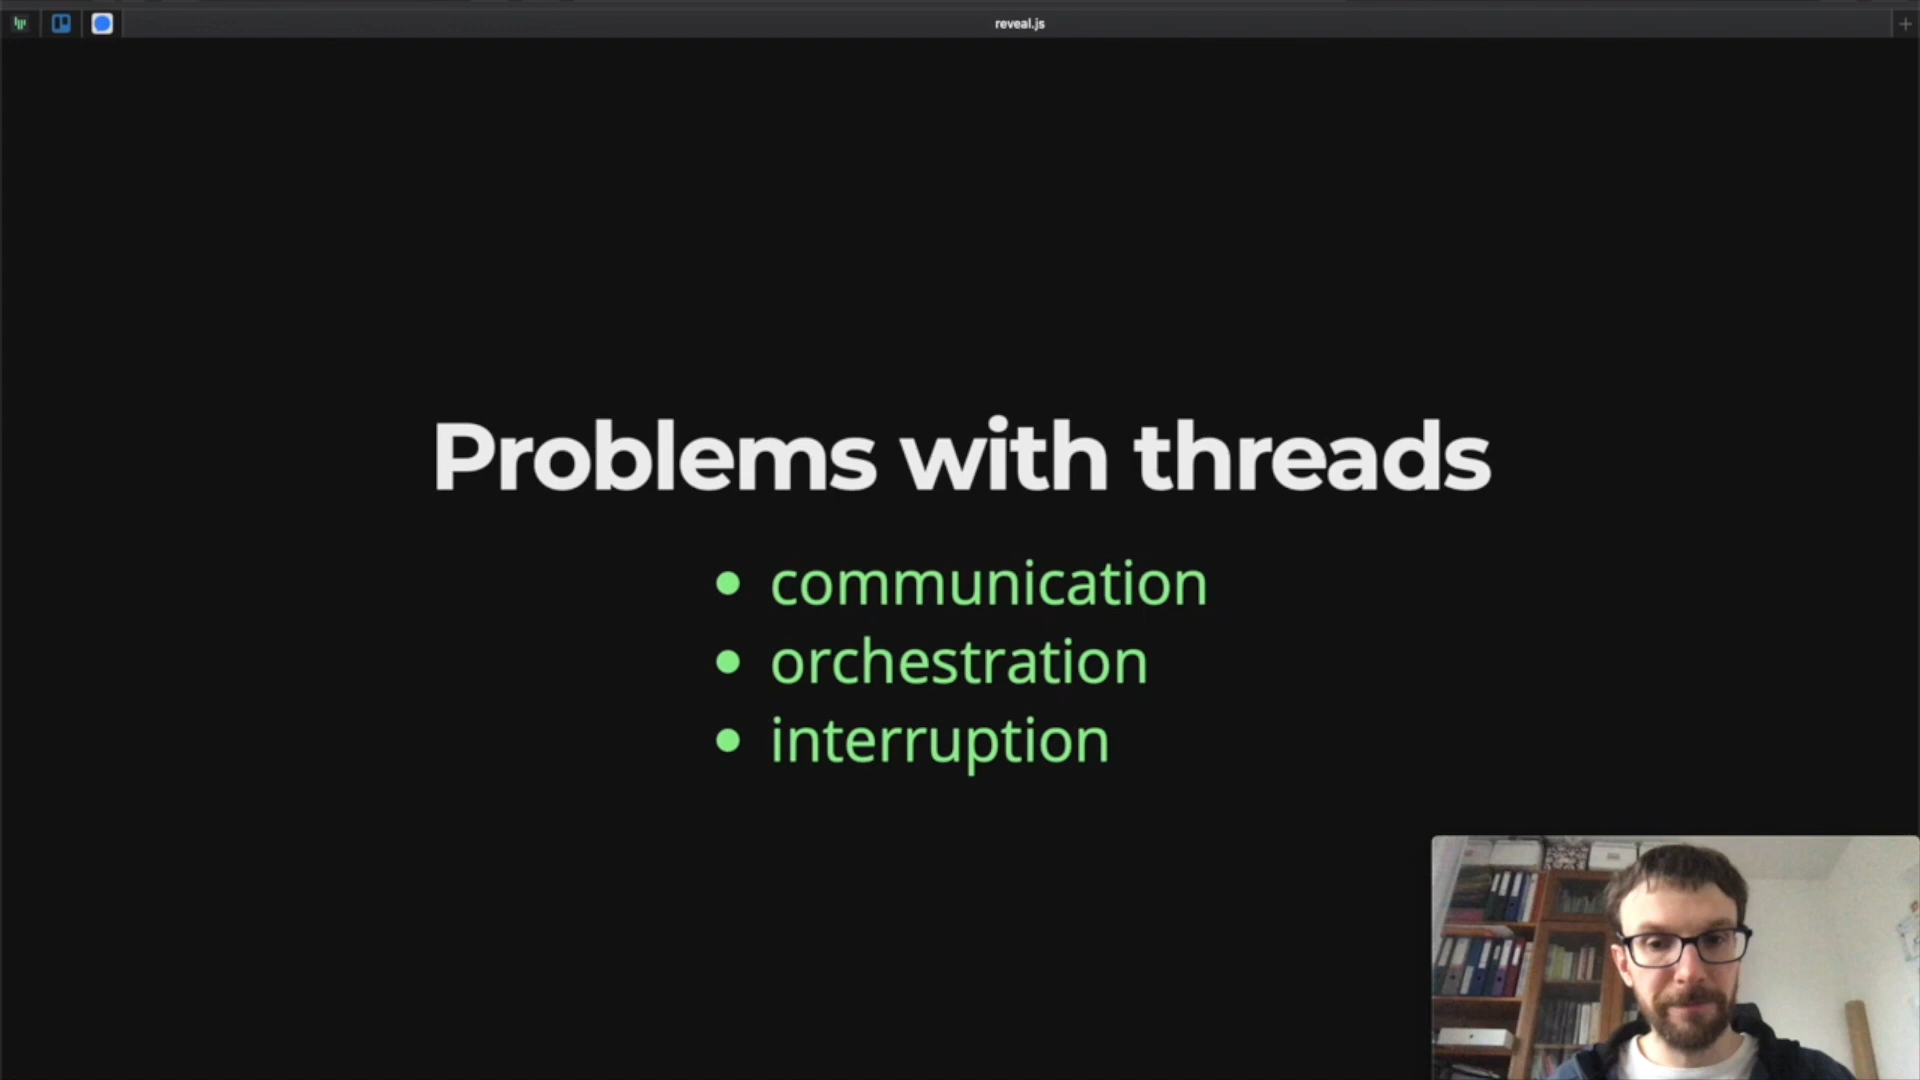 reveal.js
Problems with threads
communication
orchestration
interruption